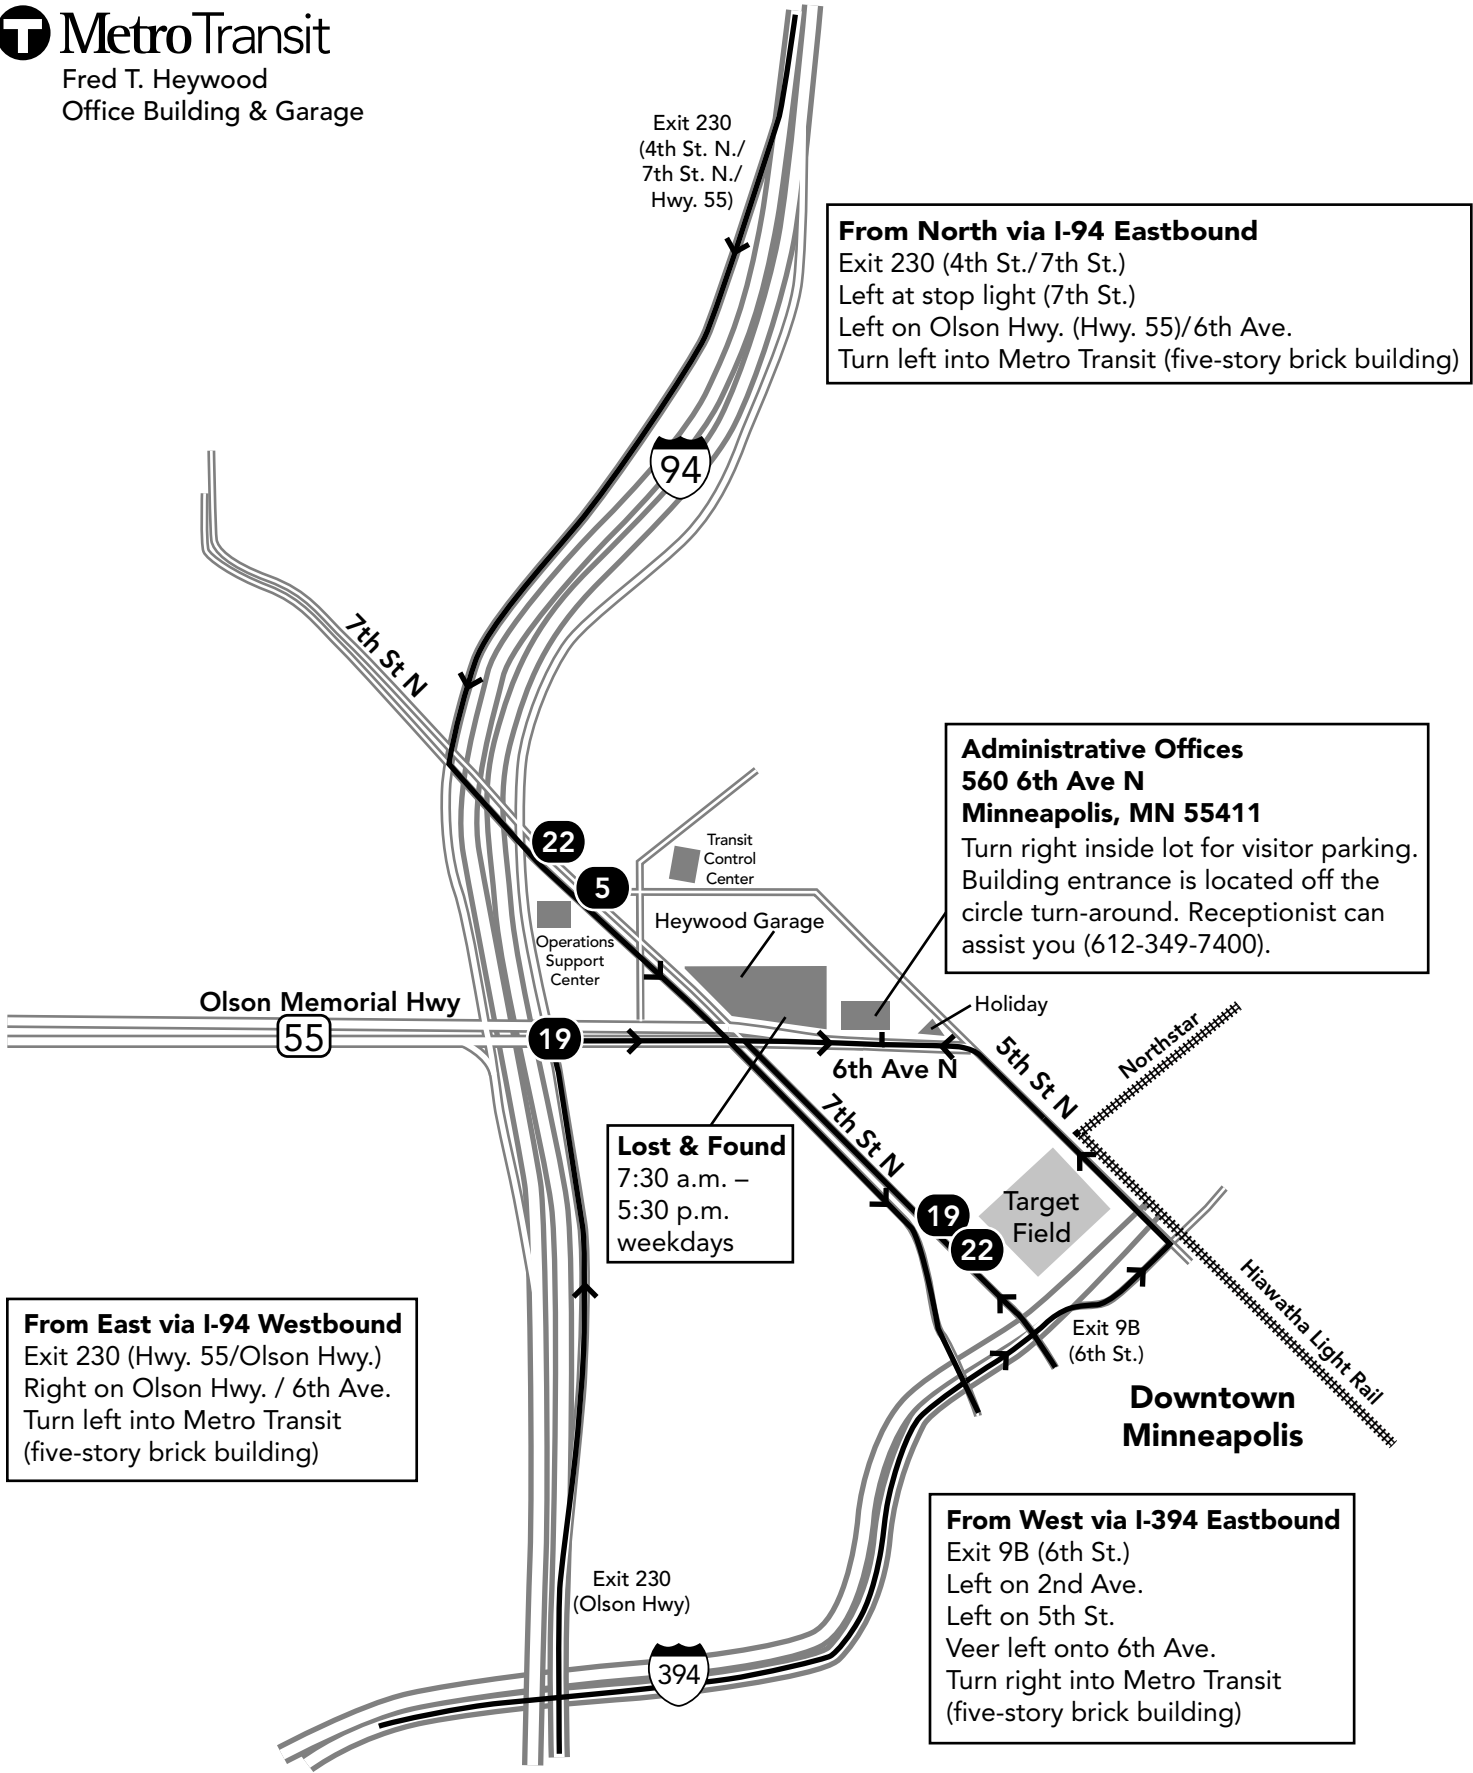 T MetroTransit
Fred T. Heywood
Office Building & Garage
Exit 230
(4th St. N./
7th St. N./
Hwy. 55)
From North via I-94 Eastbound
Exit 230 (4th St./7th St.)
Left at stop light (7th St.)
Left on Olson Hwy. (Hwy. 55)/6th Ave.
Turn left into Metro Transit (five-story brick building)
94
7th St N
Administrative Offices
560 6th Ave N
Minneapolis, MN 55411
Turn right inside lot for visitor parking.
Building entrance is located off the
circle turn-around. Receptionist can
assist you (612-349-7400).
22
5
Transit
Control
Center
Heywood Garage
Operations
Support
Center
Olson Memorial Hwy
55
19
Holiday
6th Ave N
5th St N
Northstar
7th St N
Lost & Found
7:30 a.m. –
5:30 p.m.
weekdays
Target
Field
19
22
Hiawatha Light Rail
Exit 9B
(6th St.)
Downtown
Minneapolis
From East via I-94 Westbound
Exit 230 (Hwy. 55/Olson Hwy.)
Right on Olson Hwy. / 6th Ave.
Turn left into Metro Transit
(five-story brick building)
From West via I-394 Eastbound
Exit 9B (6th St.)
Left on 2nd Ave.
Left on 5th St.
Veer left onto 6th Ave.
Turn right into Metro Transit
(five-story brick building)
Exit 230
(Olson Hwy)
394